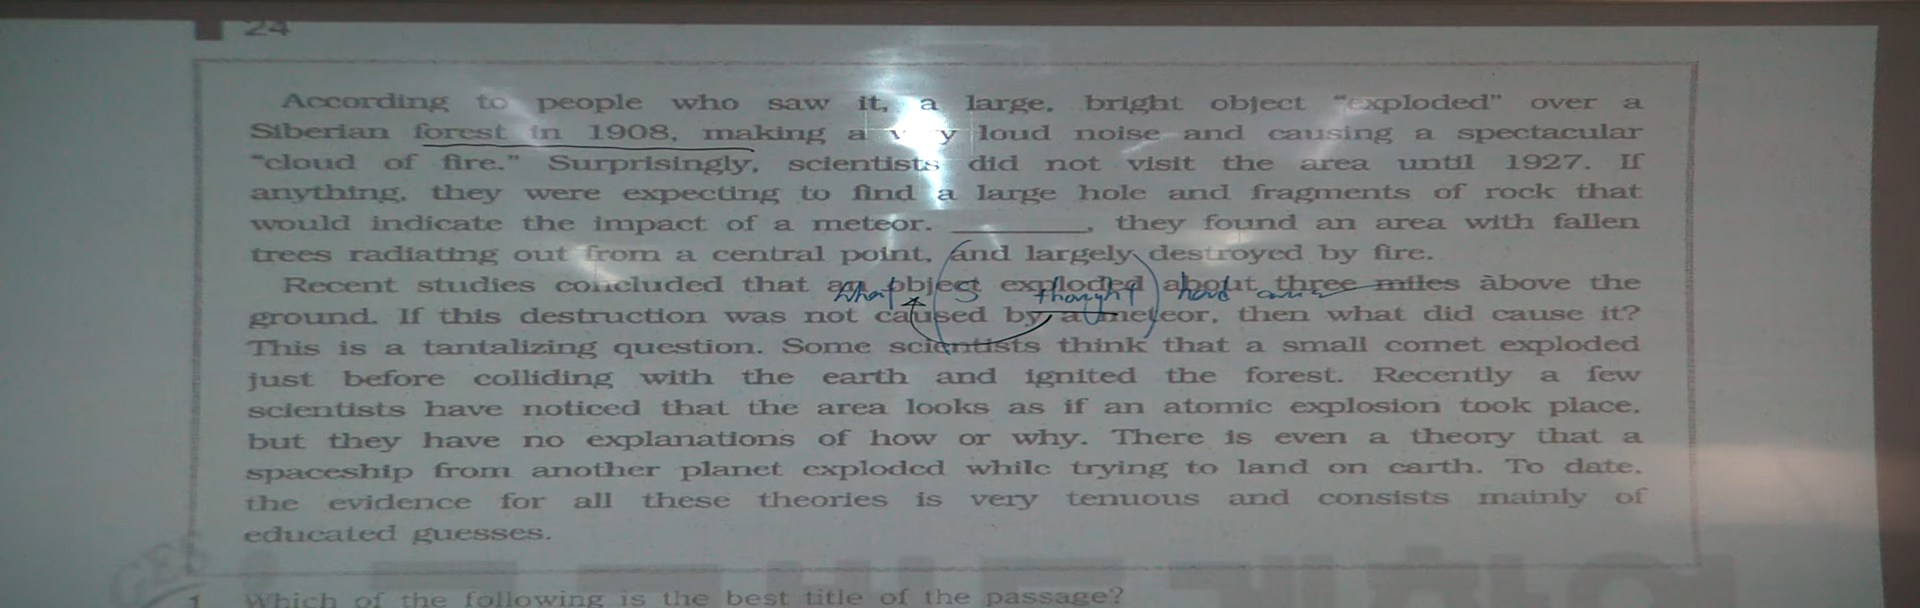 24
According to people who saw it, a large, bright object "exploded" over a
Siberian forest in 1908, making a very loud noise and causing a spectacular
"cloud of fire." Surprisingly, scientists did not visit the area until 1927. If
anything, they were expecting to find a large hole and fragments of rock that
would indicate the impact of a meteor. ________, they found an area with fallen
trees radiating out from a central point, and largely destroyed by fire.
Recent studies concluded that an object exploded about three miles above the
what S thought have
ground. If this destruction was not caused by a meteor, then what did cause it?
This is a tantalizing question. Some scientists think that a small comet exploded
just before colliding with the earth and ignited the forest. Recently a few
scientists have noticed that the area looks as if an atomic explosion took place,
but they have no explanations of how or why. There is even a theory that a
spaceship from another planet exploded while trying to land on earth. To date,
the evidence for all these theories is very tenuous and consists mainly of
educated guesses.
1 Which of the following is the best title of the passage?